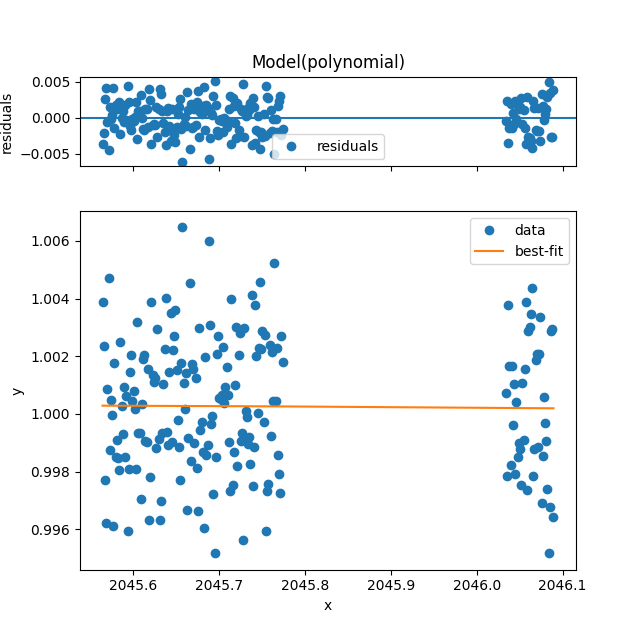 Model(polynomial)
residuals
0.005
0.000
−0.005
residuals
y
1.006
1.004
1.002
1.000
0.998
0.996
data
best-fit
2045.6 2045.7 2045.8 2045.9 2046.0 2046.1
x